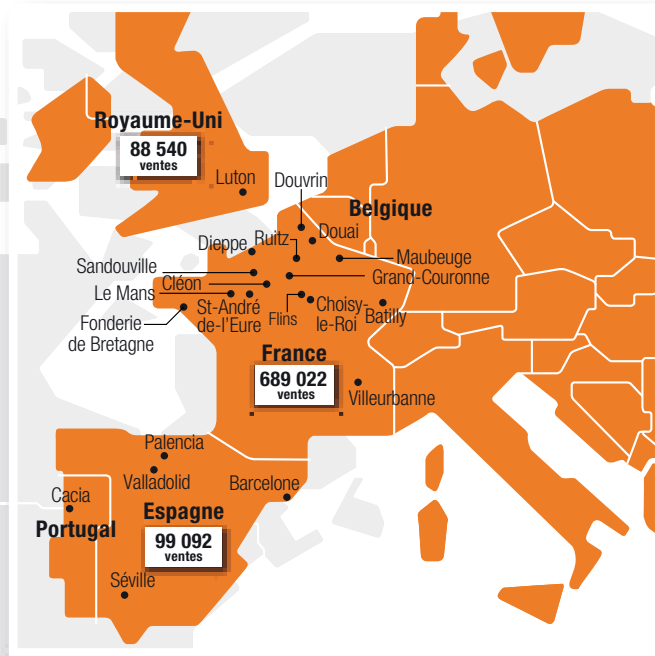 Royaume-Uni
88 540
ventes
Luton
Douvrin
Belgique
Dieppe
Ruitz
Douai
Maubeuge
Sandouville
Cléon
Grand-Couronne
Le Mans
St-André
de-l'Eure
Flins
Choisy-
le-Roi
Batilly
Fonderie
de Bretagne
France
689 022
ventes
Villeurbanne
Palencia
Valladolid
Barcelone
Cacia
Portugal
Espagne
99 092
ventes
Séville